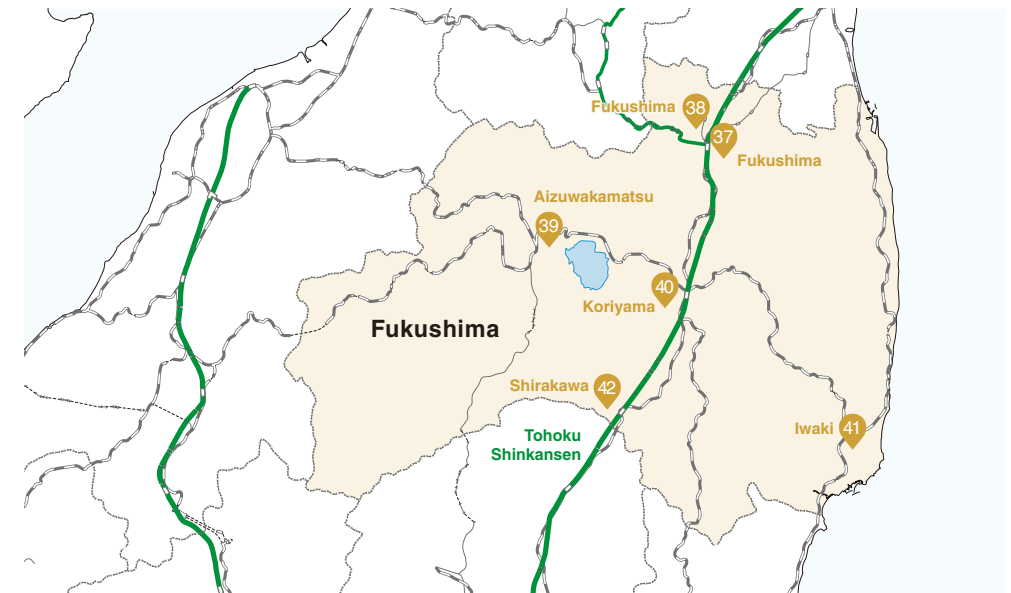 Fukushima
38
37
Fukushima
Aizuwakamatsu
39
40
Koriyama
Fukushima
Shirakawa
42
Iwaki
41
Tohoku
Shinkansen